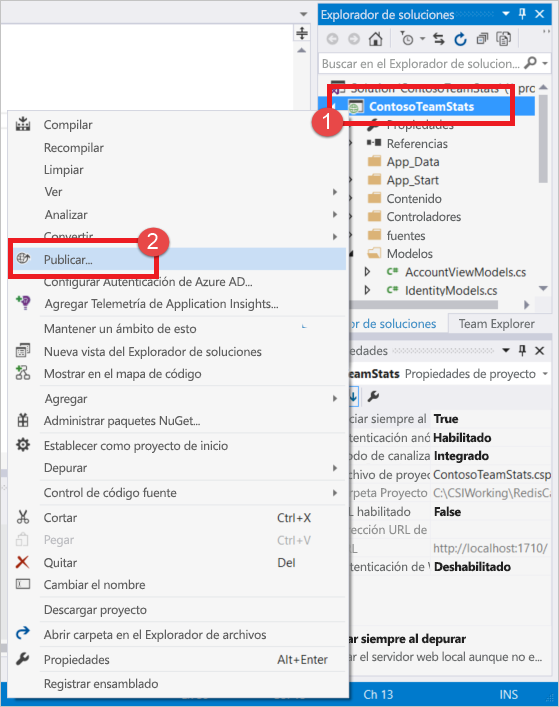 Explorador de soluciones
Buscar en el Explorador de solucion...
Solution 'ContosoTeamStats' (1 pro
ContosoTeamStats
1
Propiedades
Referencias
App_Data
App_Start
Contenido
Controladores
fuentes
Modelos
C# AccountViewModels.cs
C# IdentityModels.cs
or de soluciones
Team Explorer
Compilar
Recompilar
Limpiar
Ver
Analizar
Convertir
2
Publicar...
Configurar Autenticación de Azure AD...
Agregar Telemetría de Application Insights...
Mantener un ámbito de esto
Nueva vista del Explorador de soluciones
Mostrar en el mapa de código
Agregar
Administrar paquetes NuGet...
Establecer como proyecto de inicio
Depurar
Control de código fuente
Cortar Ctrl+X
Pegar Ctrl+V
Quitar Del
Cambiar el nombre
Descargar proyecto
Abrir carpeta en el Explorador de archivos
Propiedades Alt+Enter
Registrar ensamblado
edades
eamStats Propiedades de proyecto
ciar siempre al True
tenticación anó Habilitado
odo de canaliza Integrado
chivo de proyec ContosoTeamStats.csp
rpeta Proyecto C:\CSIWorking\RedisCa
L habilitado False
ección URL de
RL http://localhost:1710/
tenticación de W Deshabilitado
ar siempre al depurar
ar el servidor web local aunque no e...
Ch 13
INS